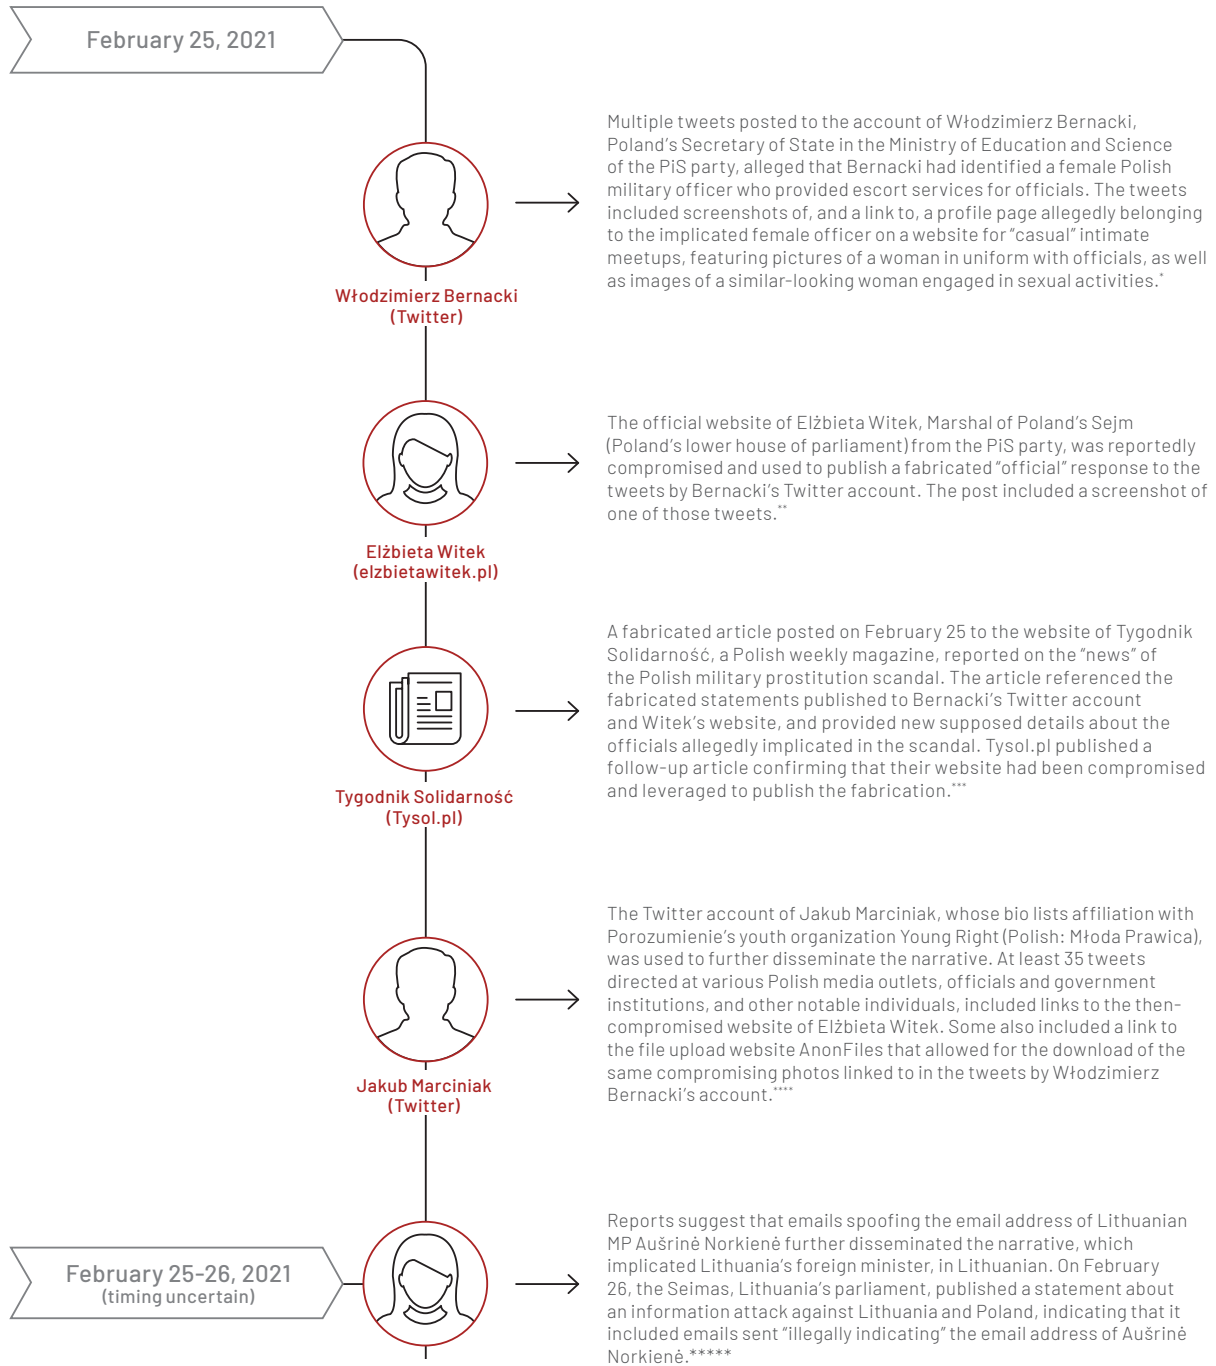 February 25, 2021
Multiple tweets posted to the account of Włodzimierz Bernacki,
Poland's Secretary of State in the Ministry of Education and Science
of the PiS party, alleged that Bernacki had identified a female Polish
military officer who provided escort services for officials. The tweets
included screenshots of, and a link to, a profile page allegedly belonging
to the implicated female officer on a website for “casual” intimate
meetups, featuring pictures of a woman in uniform with officials, as well
as images of a similar-looking woman engaged in sexual activities.*
Włodzimierz Bernacki
(Twitter)
The official website of Elżbieta Witek, Marshal of Poland's Sejm
(Poland's lower house of parliament) from the PiS party, was reportedly
compromised and used to publish a fabricated “official” response to the
tweets by Bernacki's Twitter account. The post included a screenshot of
one of those tweets.**
Elżbieta Witek
(elzbietawitek.pl)
A fabricated article posted on February 25 to the website of Tygodnik
Solidarność, a Polish weekly magazine, reported on the “news” of
the Polish military prostitution scandal. The article referenced the
fabricated statements published to Bernacki's Twitter account
and Witek's website, and provided new supposed details about the
officials allegedly implicated in the scandal. Tysol.pl published a
follow-up article confirming that their website had been compromised
and leveraged to publish the fabrication.***
Tygodnik Solidarność
(Tysol.pl)
The Twitter account of Jakub Marciniak, whose bio lists affiliation with
Porozumienie's youth organization Young Right (Polish: Młoda Prawica),
was used to further disseminate the narrative. At least 35 tweets
directed at various Polish media outlets, officials and government
institutions, and other notable individuals, included links to the then-
compromised website of Elżbieta Witek. Some also included a link to
the file upload website AnonFiles that allowed for the download of the
same compromising photos linked to in the tweets by Włodzimierz
Bernacki's account.****
Jakub Marciniak
(Twitter)
February 25-26, 2021
(timing uncertain)
Reports suggest that emails spoofing the email address of Lithuanian
MP Aušrinė Norkienė further disseminated the narrative, which
implicated Lithuania's foreign minister, in Lithuanian. On February
26, the Seimas, Lithuania's parliament, published a statement about
an information attack against Lithuania and Poland, indicating that it
included emails sent “illegally indicating” the email address of Aušrinė
Norkienė.*****